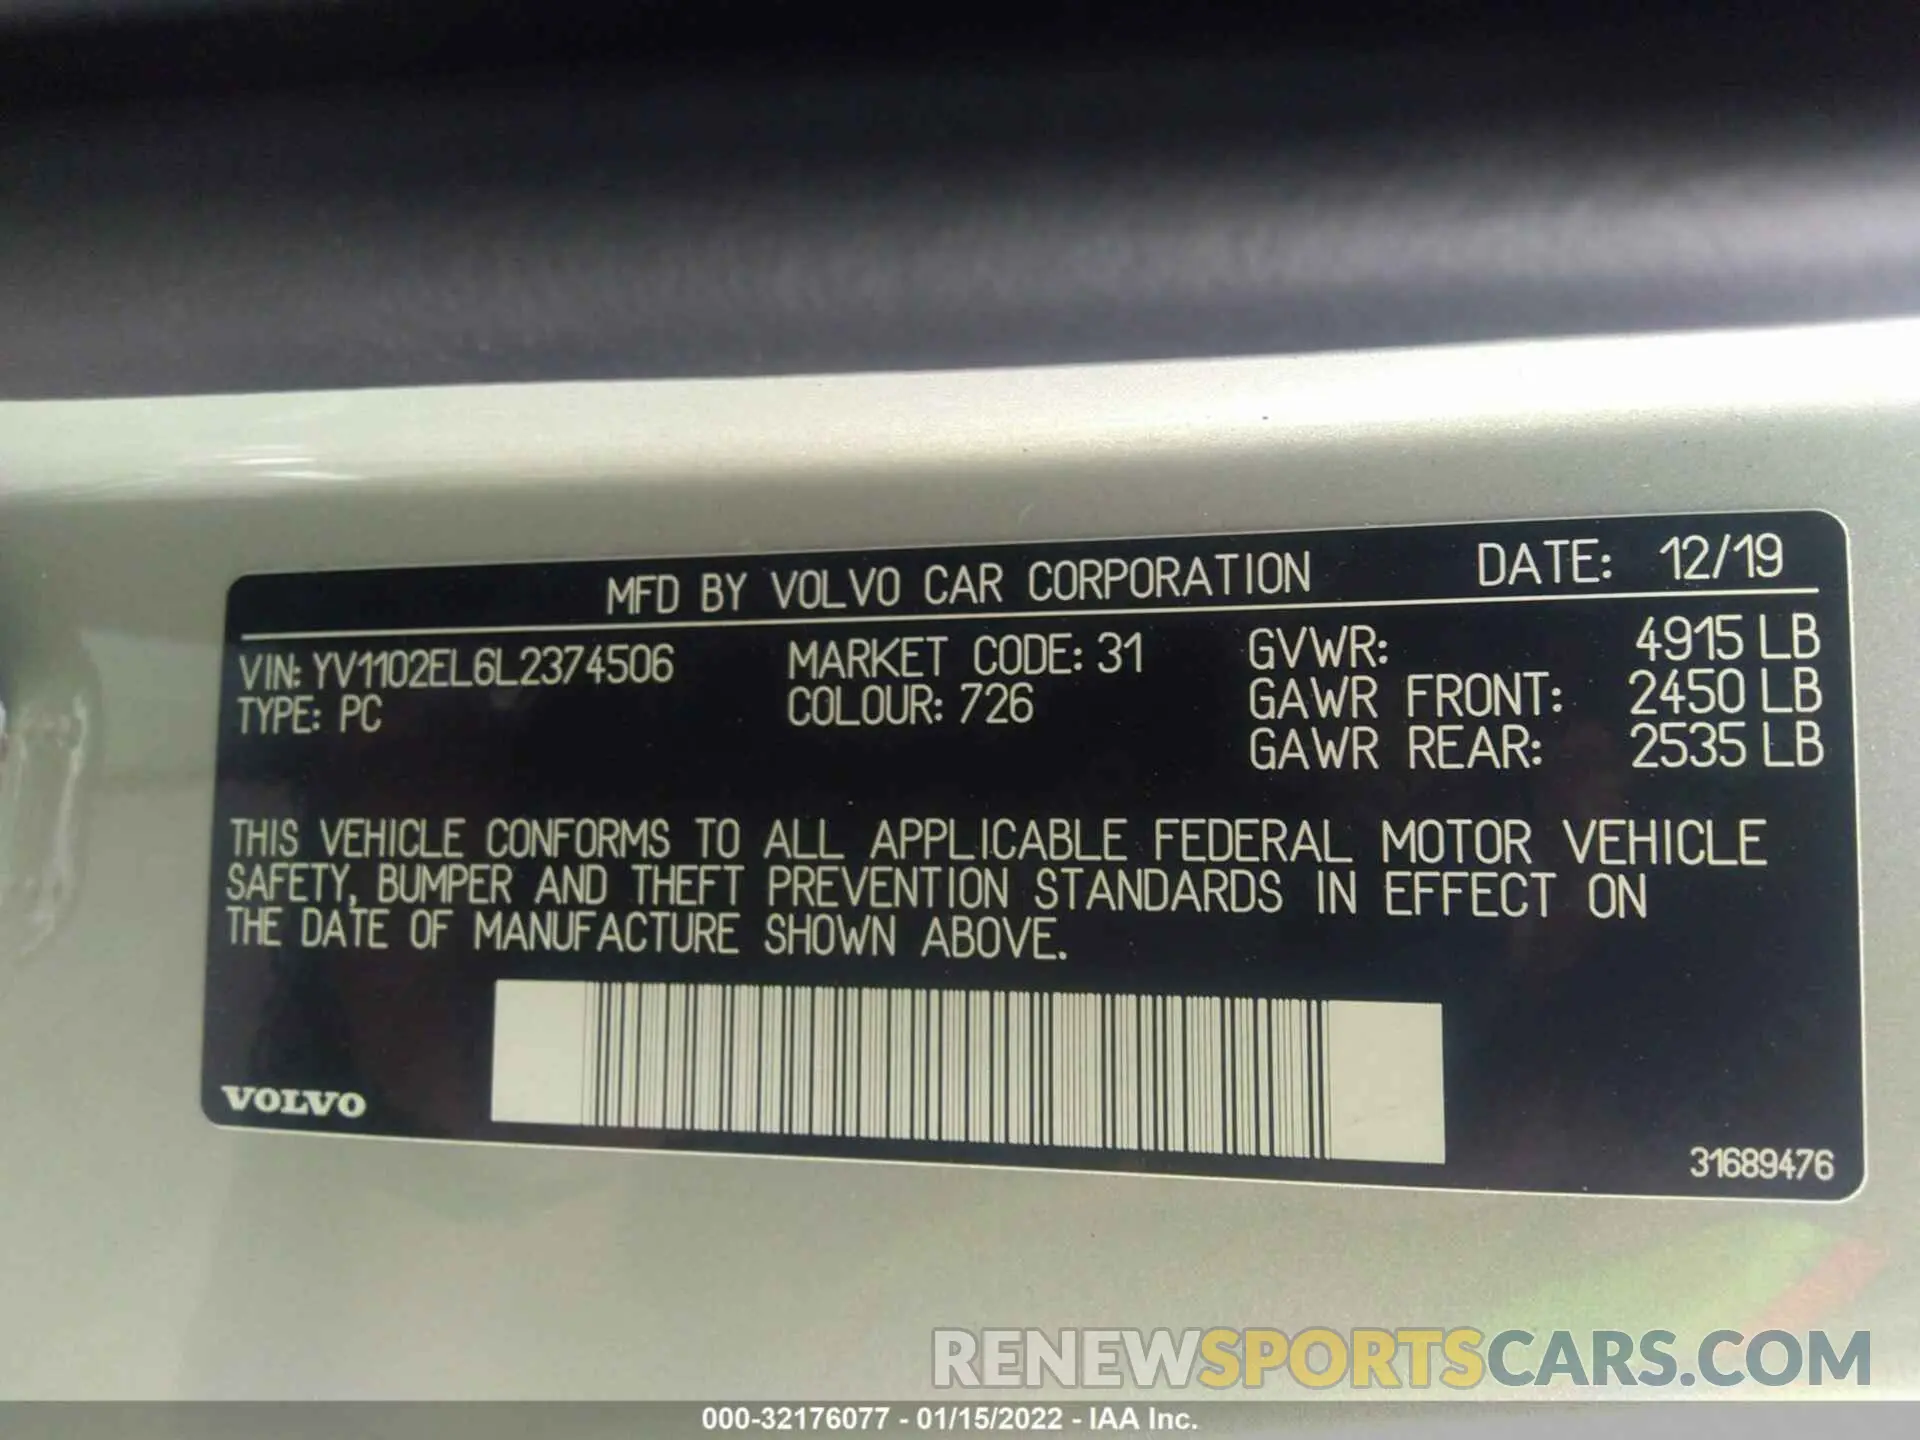 MFD BY VOLVO CAR CORPORATION DATE: 12/19
VIN: YV1102EL6L2374506 MARKET CODE: 31 GVWR: 4915 LB
TYPE: PC COLOUR: 726 GAWR FRONT: 2450 LB
GAWR REAR: 2535 LB
THIS VEHICLE CONFORMS TO ALL APPLICABLE FEDERAL MOTOR VEHICLE
SAFETY, BUMPER AND THEFT PREVENTION STANDARDS IN EFFECT ON
THE DATE OF MANUFACTURE SHOWN ABOVE.
VOLVO
31689476
RENEWSPORTSCARS.COM
000-32176077 - 01/15/2022 - IAA Inc.